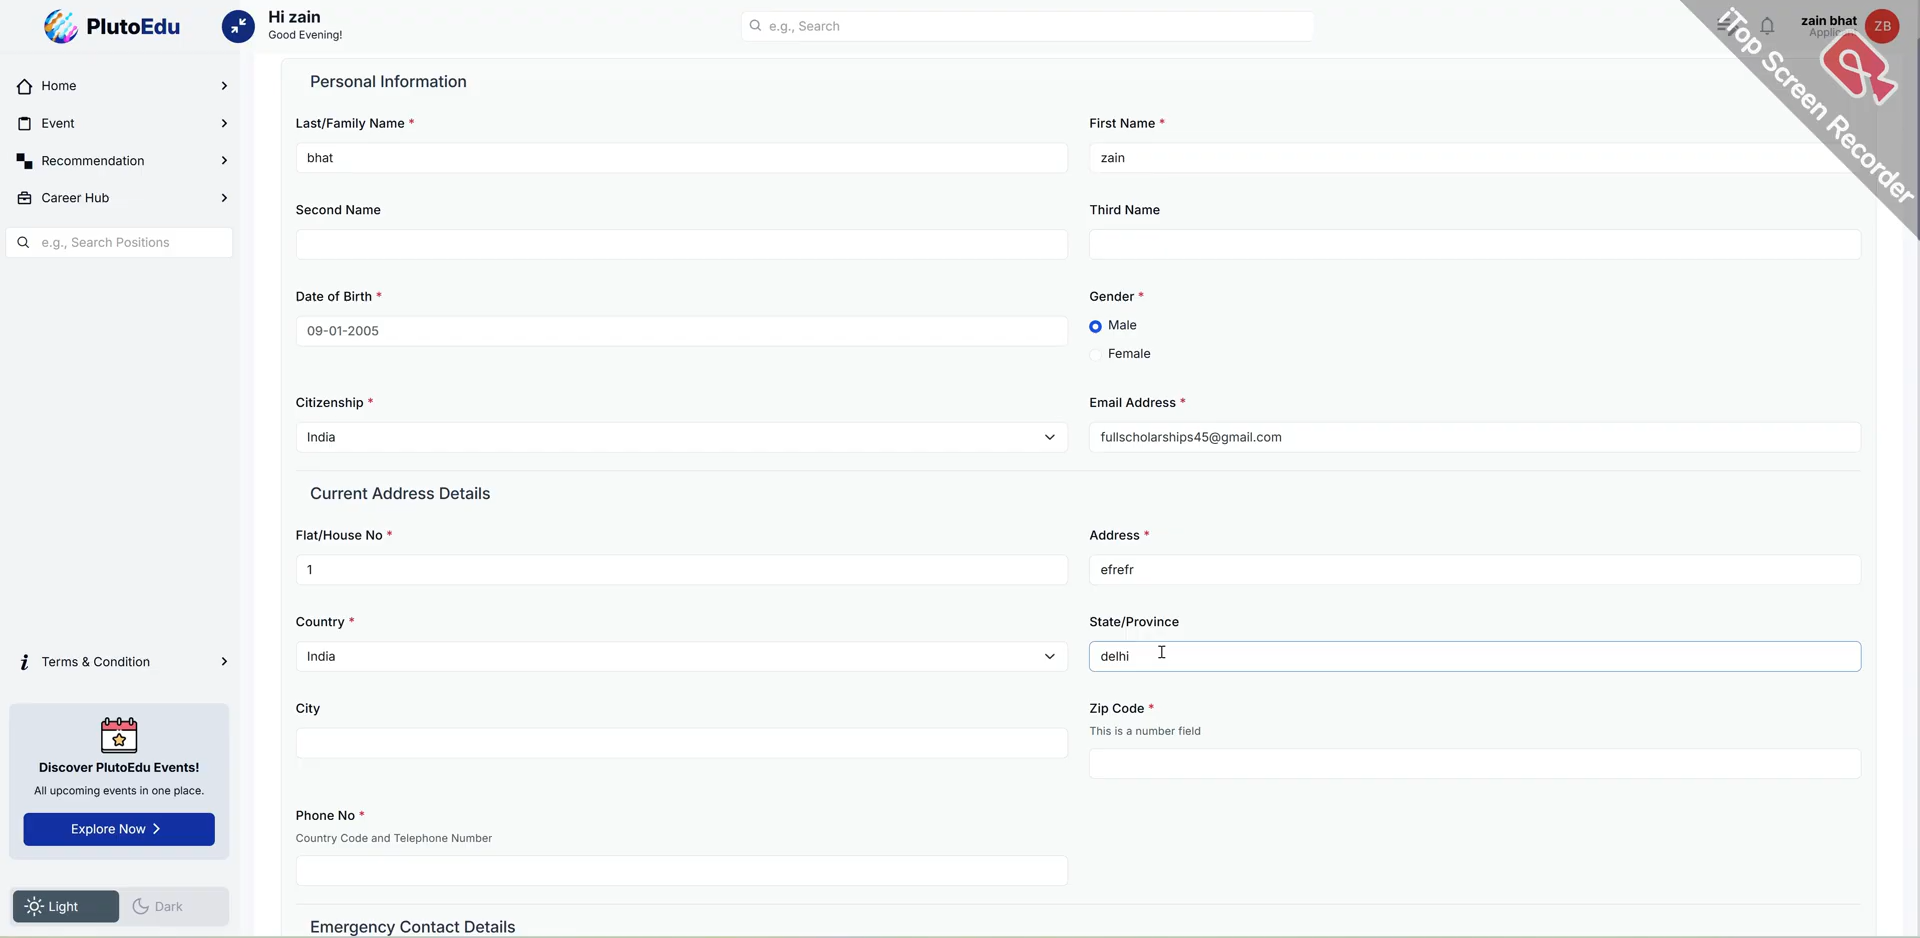 PlutoEdu
Hi zain
Good Evening!
e.g., Search
zain bhat
Applic
ZB
iTop Screen Recorder
Home
Event
Recommendation
Career Hub
e.g., Search Positions
Terms & Condition
Discover PlutoEdu Events!
All upcoming events in one place.
Explore Now
Light
Dark
Personal Information
Last/Family Name *
First Name *
bhat
zain
Second Name
Third Name
Date of Birth *
Gender *
09-01-2005
Male
Female
Citizenship *
Email Address *
India
fullscholarships45@gmail.com
Current Address Details
Flat/House No *
Address *
1
efrefr
Country *
State/Province
India
delhi
City
Zip Code *
This is a number field
Phone No *
Country Code and Telephone Number
Emergency Contact Details